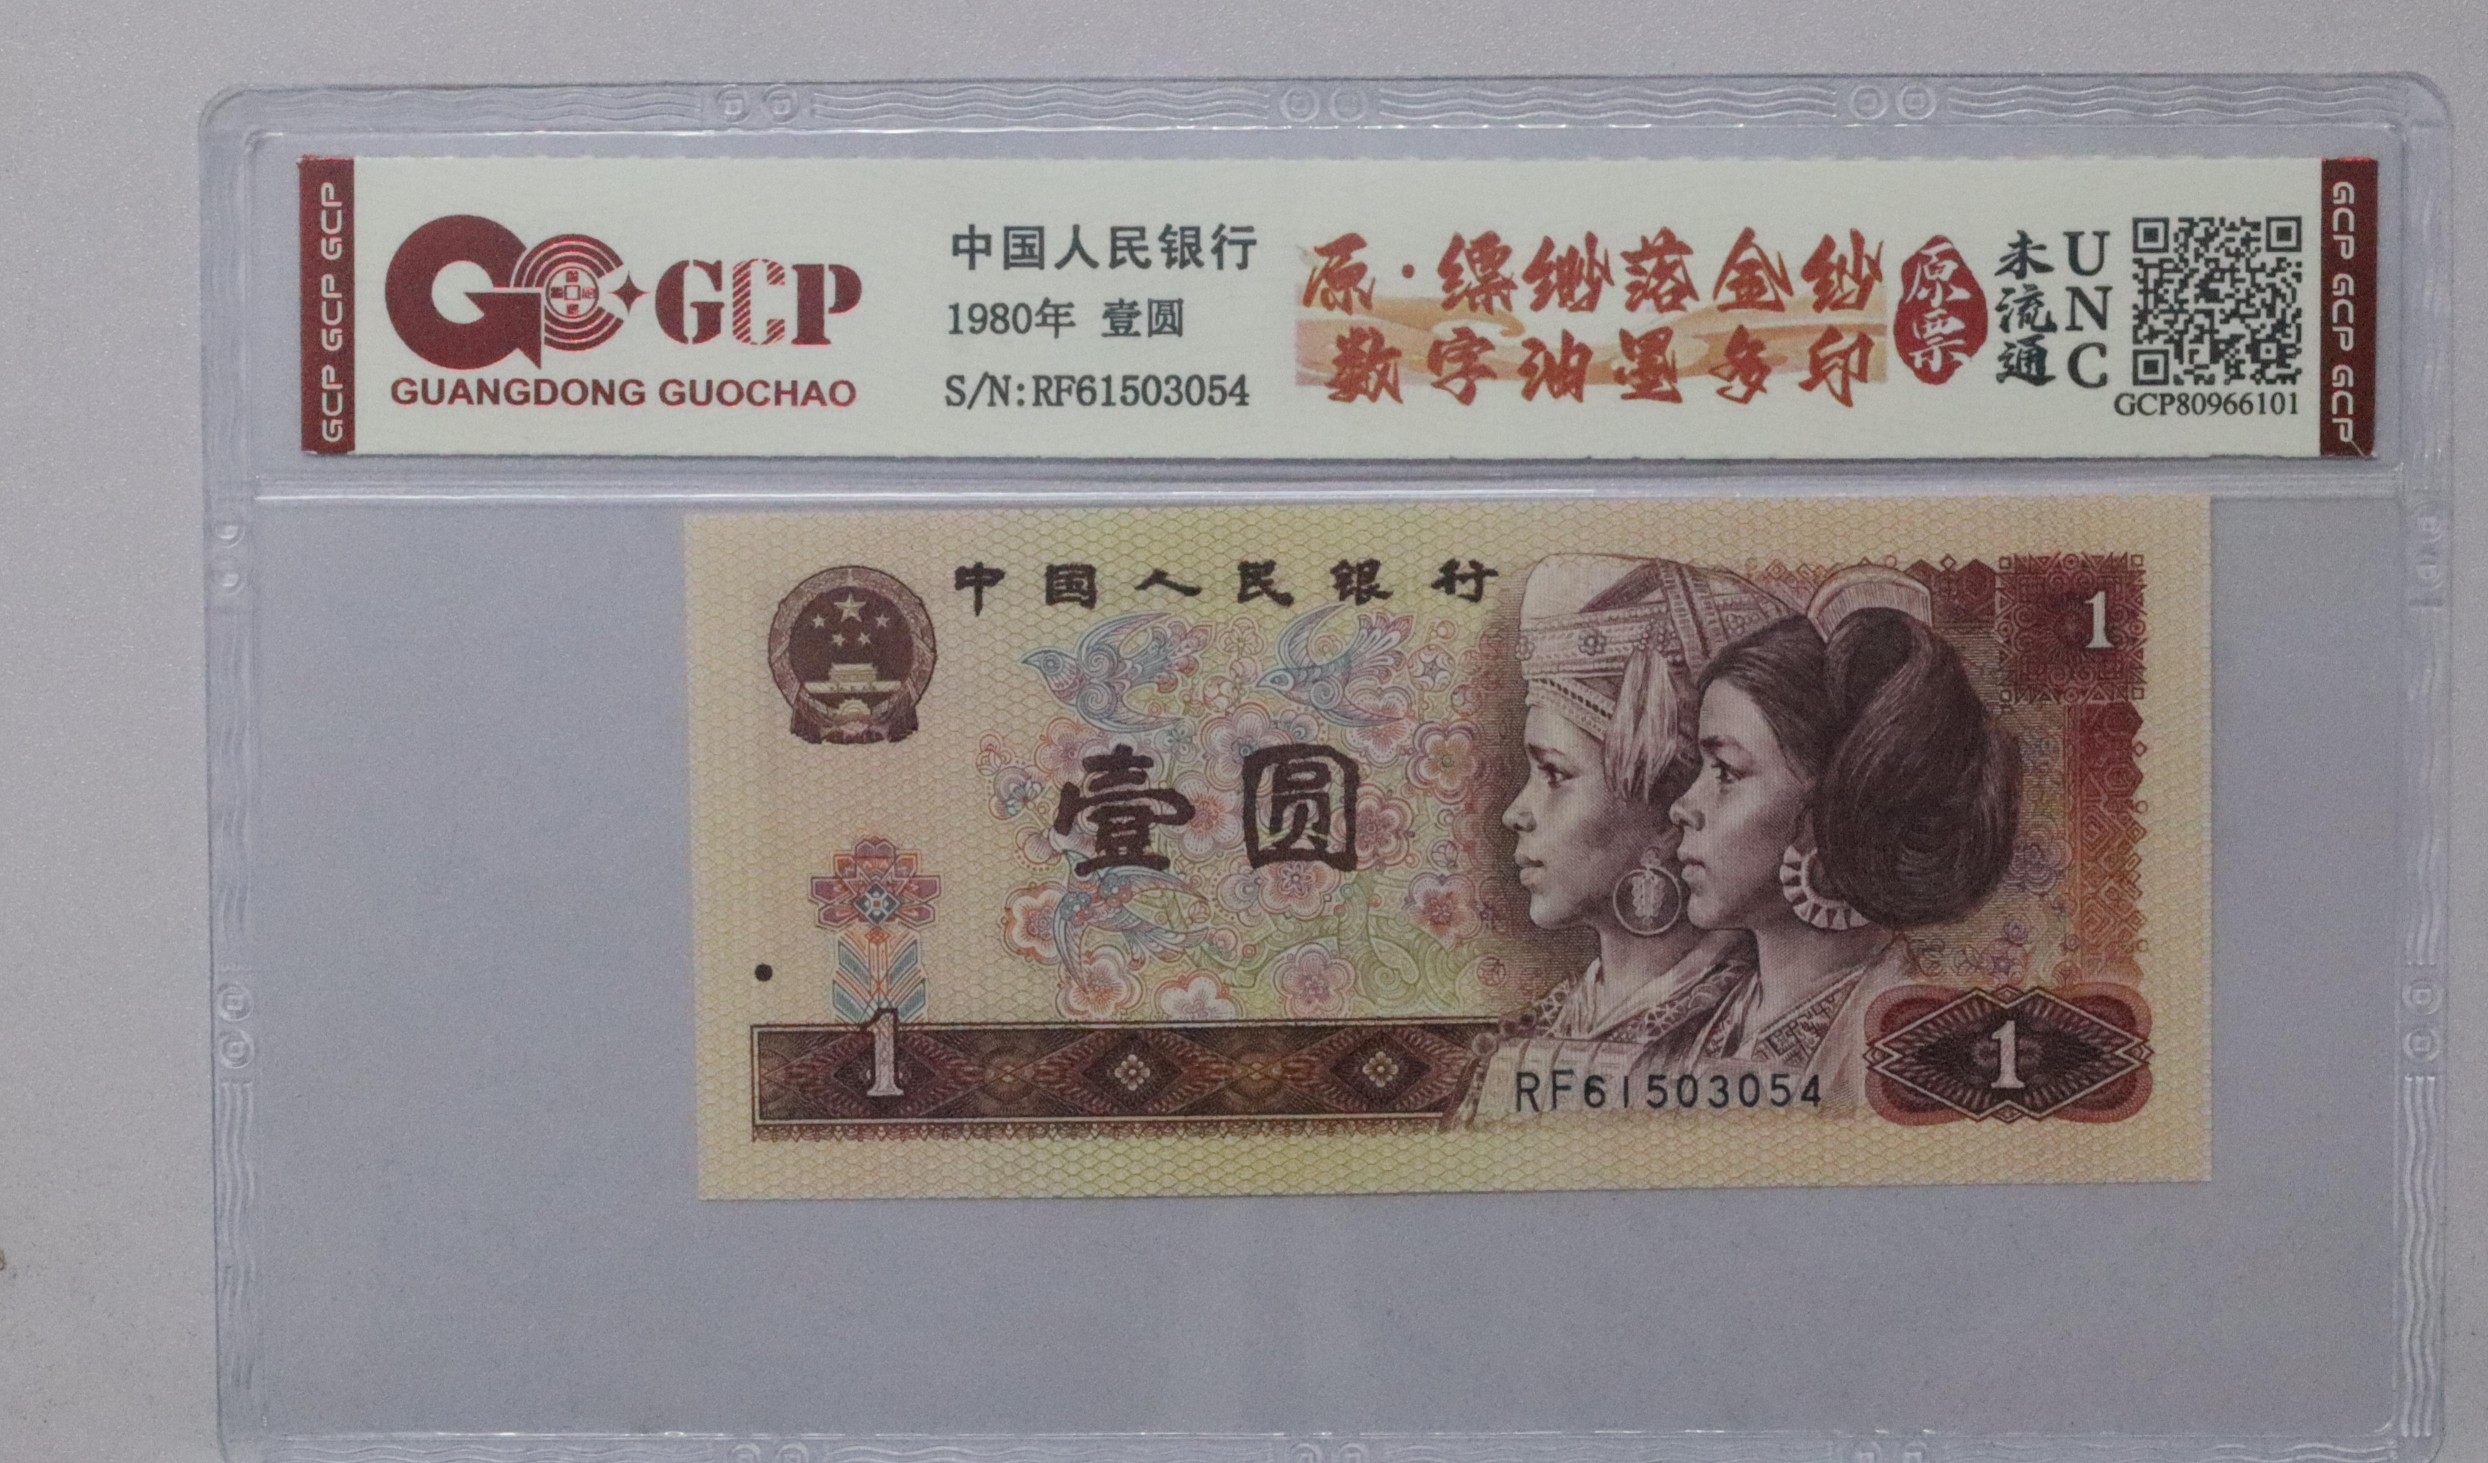 GCP GCP GCP
GCP
GUANGDONG GUOCHAO
中国人民银行
1980年 壹圆
S/N:RF61503054
原·缥缈落金纱
数字油墨多印
原票
未流通
UNC
GCP80966101
GCP GCP GCP
中国人民银行
1
壹圆
1
RF61503054
1